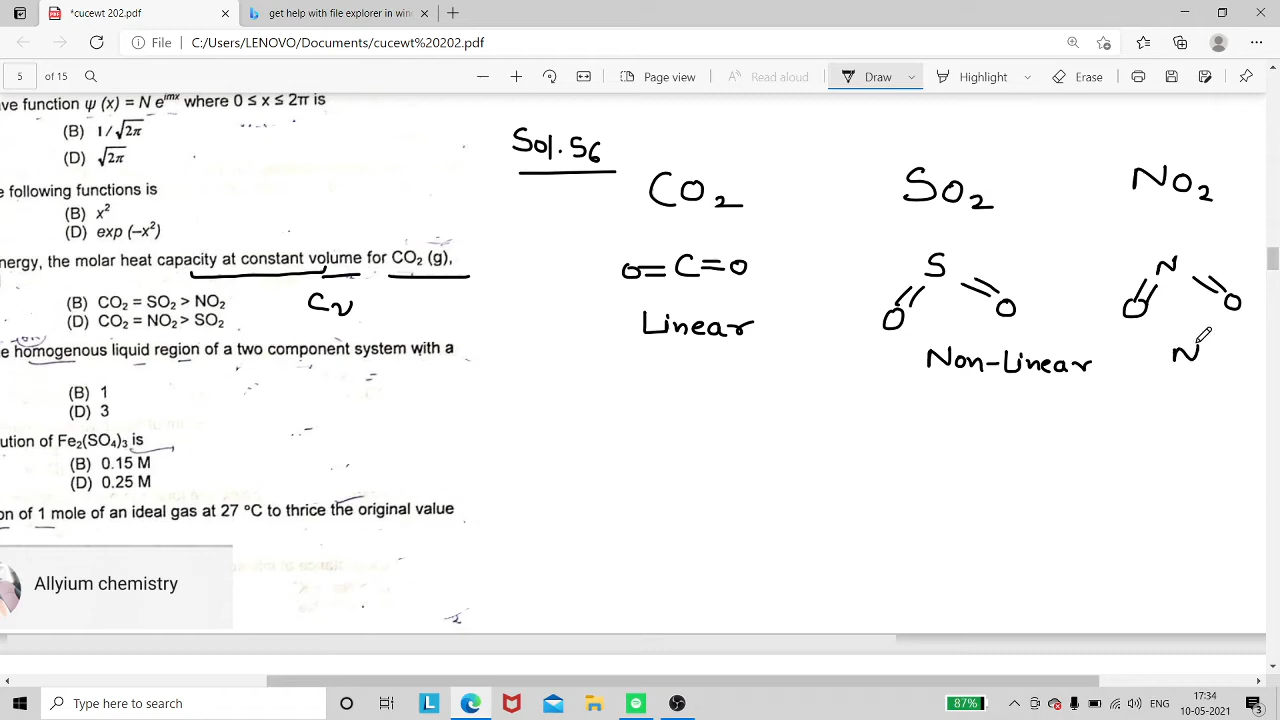 *cucewt 202.pdf
get help with file explorer in win
File C:/Users/LENOVO/Documents/cucewt%20202.pdf
5 of 15 Page view Read aloud Draw Highlight Erase
ave function ψ (x) = N e^imx where 0 ≤ x ≤ 2π is
(B) 1/√2π
(D) √2π
e following functions is
(B) x²
(D) exp (–x²)
nergy, the molar heat capacity at constant volume for CO₂ (g),
Cv
(B) CO₂ = SO₂ > NO₂
(D) CO₂ = NO₂ > SO₂
e homogenous liquid region of a two component system with a
(B) 1
(D) 3
ution of Fe₂(SO₄)₃ is
(B) 0.15 M
(D) 0.25 M
on of 1 mole of an ideal gas at 27 °C to thrice the original value
Allyium chemistry
Sol. 56
CO₂ SO₂ NO₂
O=C=O
S
O O
N
O O
Linear
Non-Linear
N
Type here to search
L
87%
ENG
17:34
10-05-2021
3